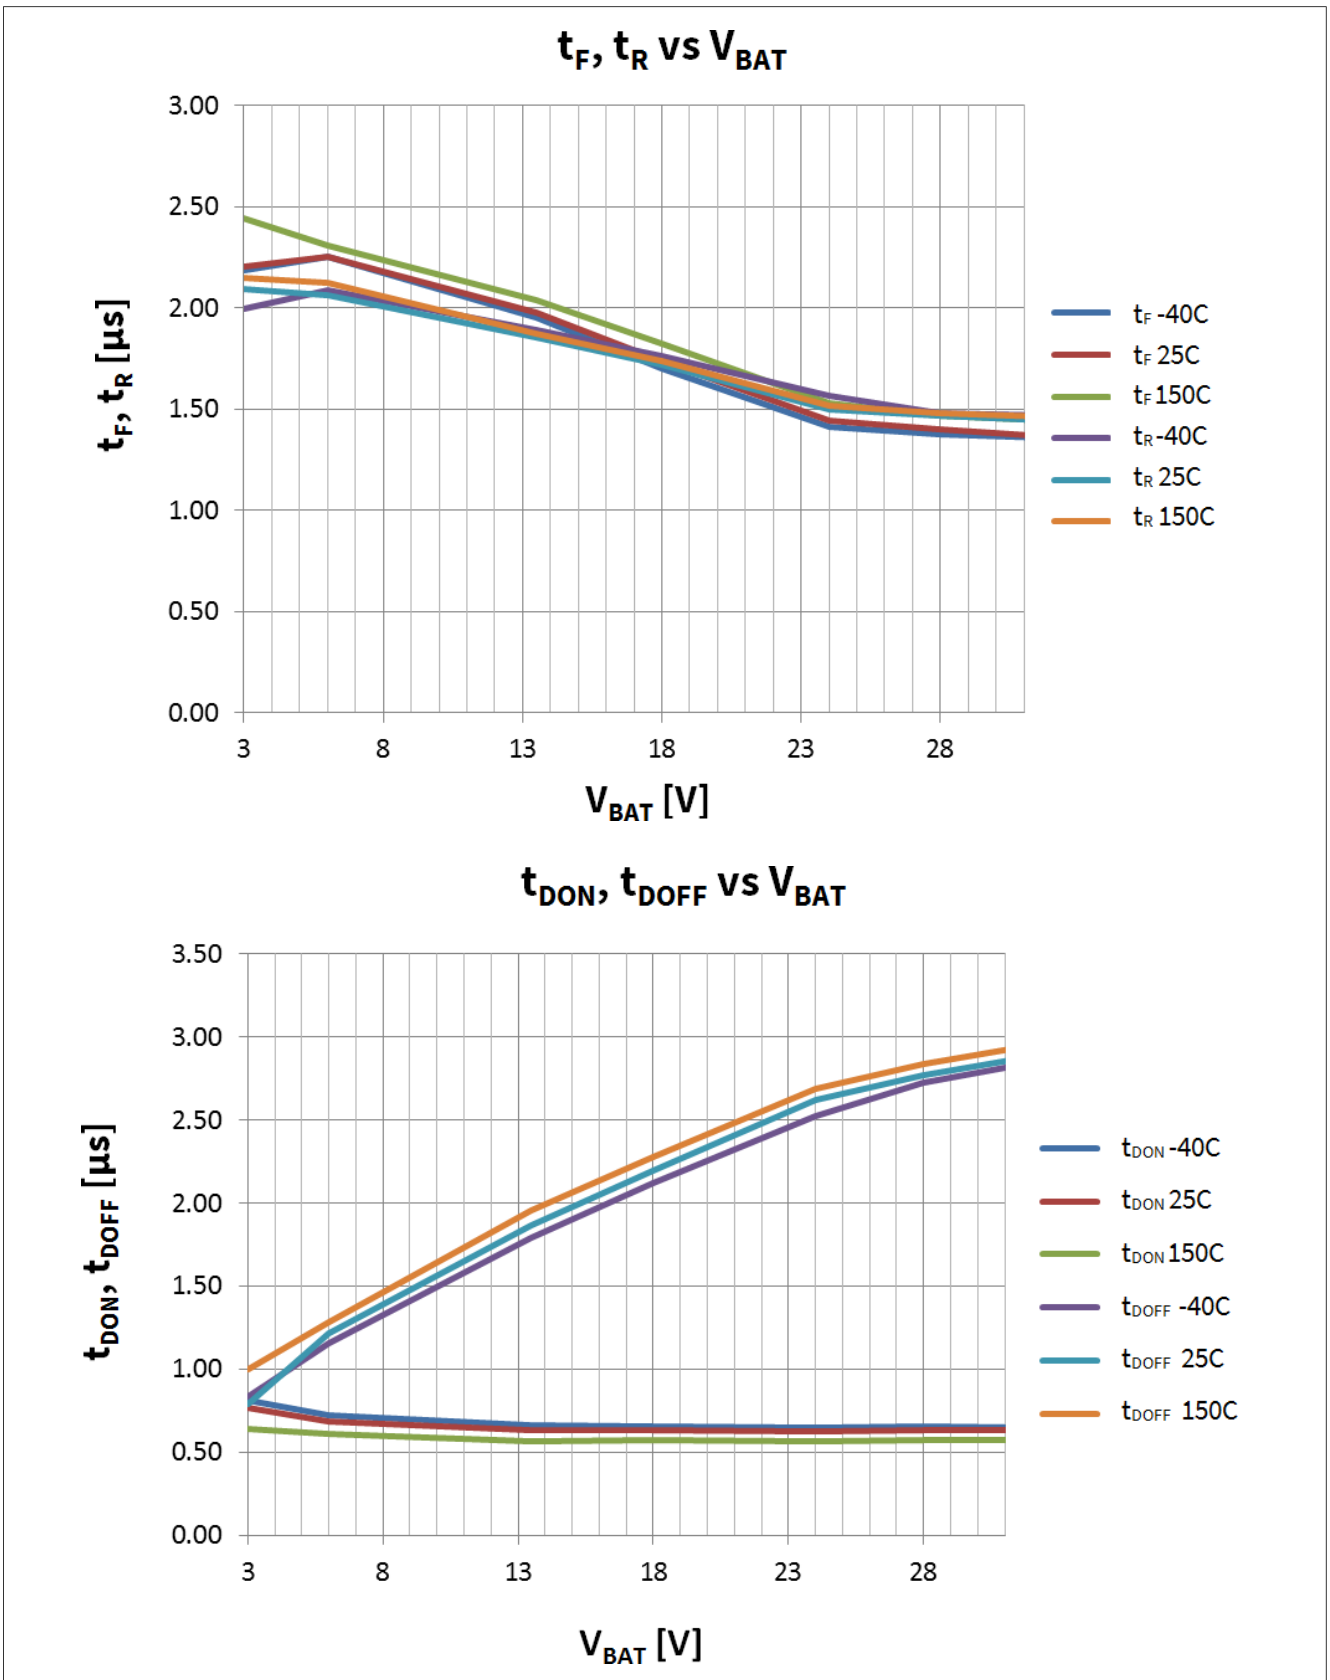 tF, tR vs VBAT
3.00
2.50
2.00
1.50
1.00
0.50
0.00
tF, tR [µs]
3 8 13 18 23 28
VBAT [V]
tF -40C
tF 25C
tF 150C
tR -40C
tR 25C
tR 150C
tDON, tDOFF vs VBAT
3.50
3.00
2.50
2.00
1.50
1.00
0.50
0.00
tDON, tDOFF [µs]
3 8 13 18 23 28
VBAT [V]
tDON -40C
tDON 25C
tDON 150C
tDOFF -40C
tDOFF 25C
tDOFF 150C